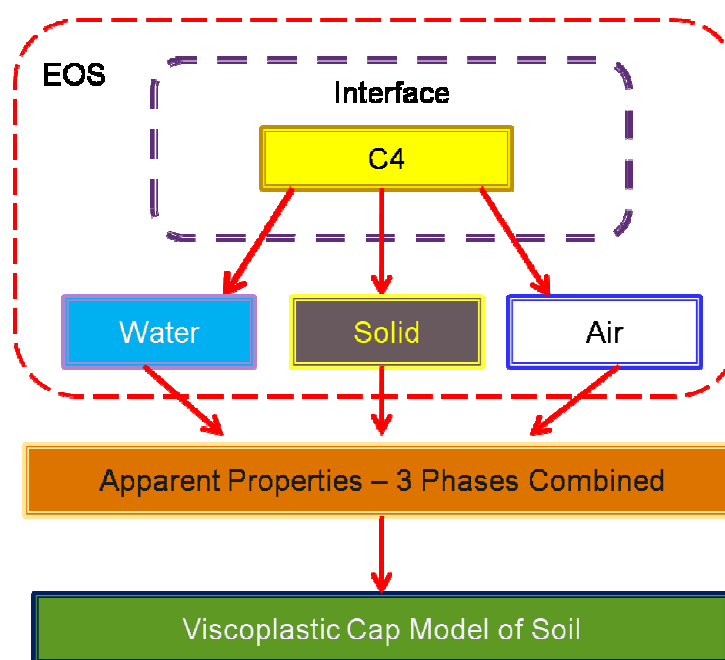 EOS
Interface
C4
Water
Solid
Air
Apparent Properties – 3 Phases Combined
Viscoplastic Cap Model of Soil